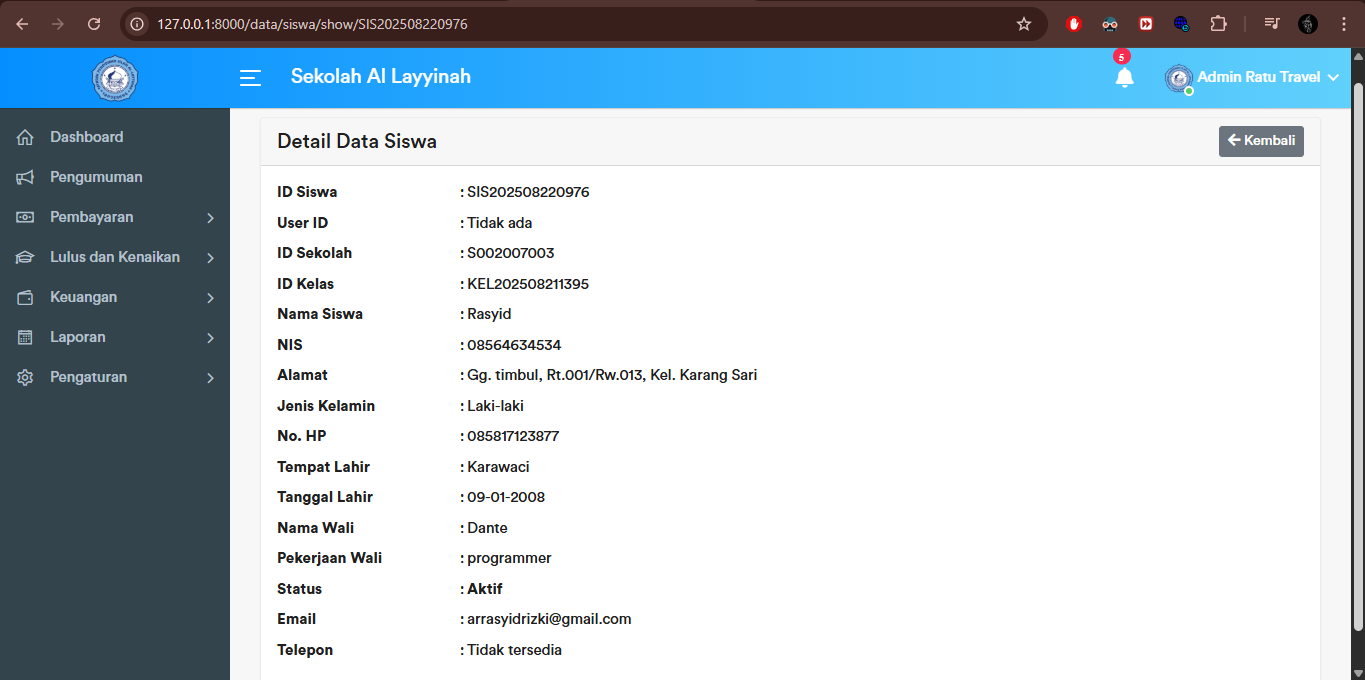 127.0.0.1:8000/data/siswa/show/SIS202508220976
Sekolah Al Layyinah
5
Admin Ratu Travel
Dashboard
Pengumuman
Pembayaran
Lulus dan Kenaikan
Keuangan
Laporan
Pengaturan
Detail Data Siswa
Kembali
ID Siswa : SIS202508220976
User ID : Tidak ada
ID Sekolah : S002007003
ID Kelas : KEL202508211395
Nama Siswa : Rasyid
NIS : 08564634534
Alamat : Gg. timbul, Rt.001/Rw.013, Kel. Karang Sari
Jenis Kelamin : Laki-laki
No. HP : 085817123877
Tempat Lahir : Karawaci
Tanggal Lahir : 09-01-2008
Nama Wali : Dante
Pekerjaan Wali : programmer
Status : Aktif
Email : arrasyidrizki@gmail.com
Telepon : Tidak tersedia